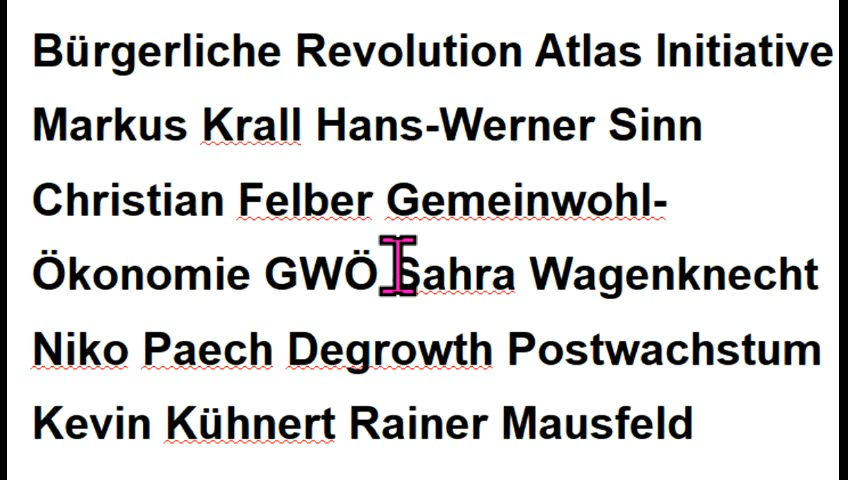 Bürgerliche Revolution Atlas Initiative
Markus Krall Hans-Werner Sinn
Christian Felber Gemeinwohl-
Ökonomie GWÖ Sahra Wagenknecht
Niko Paech Degrowth Postwachstum
Kevin Kühnert Rainer Mausfeld